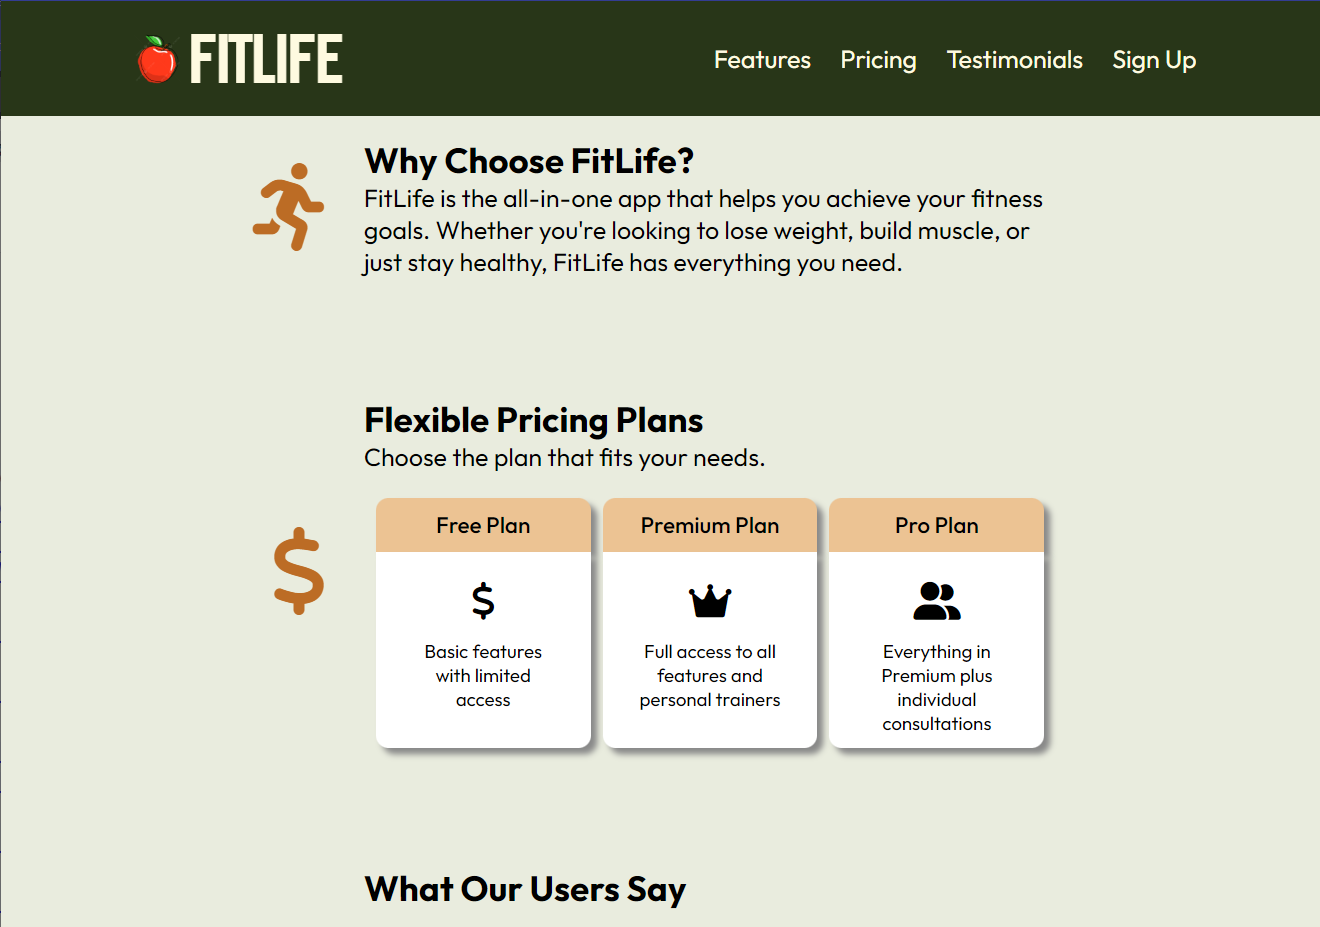 FITLIFE
Features Pricing Testimonials Sign Up
Why Choose FitLife?
FitLife is the all-in-one app that helps you achieve your fitness
goals. Whether you're looking to lose weight, build muscle, or
just stay healthy, FitLife has everything you need.
Flexible Pricing Plans
Choose the plan that fits your needs.
Free Plan
$
Basic features
with limited
access
Premium Plan
Full access to all
features and
personal trainers
Pro Plan
Everything in
Premium plus
individual
consultations
$
What Our Users Say